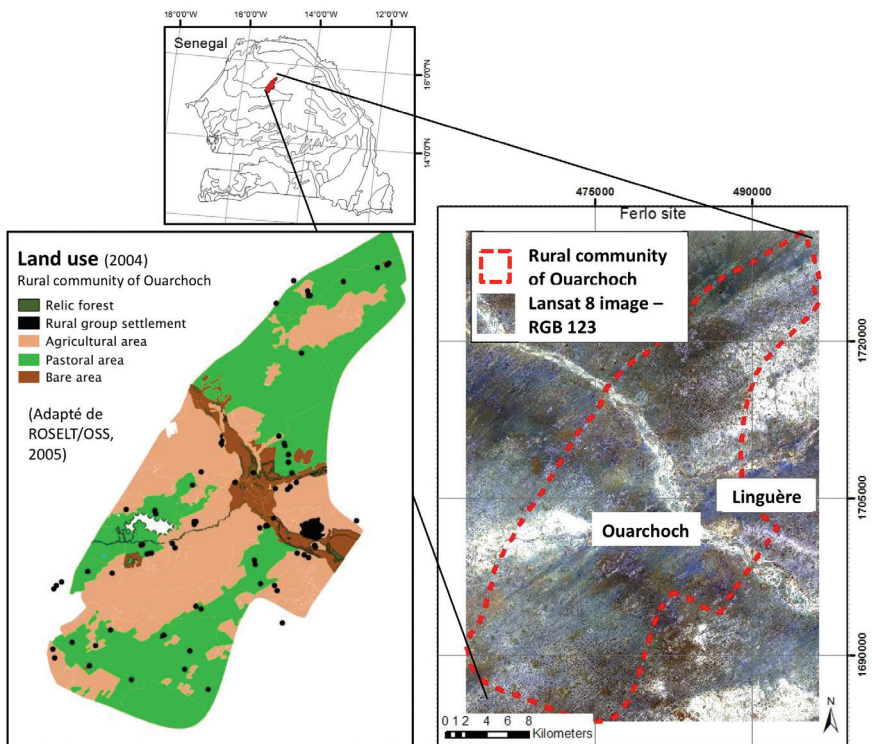 18°0'0"W 16°0'0"W 14°0'0"W 12°0'0"W
Senegal
16°0'0"N
14°0'0"N
Land use (2004)
Rural community of Ouarchoch
Relic forest
Rural group settlement
Agricultural area
Pastoral area
Bare area
(Adapté de
ROSELT/OSS,
2005)
475000 490000
Ferlo site
Rural community
of Ouarchoch
Lansat 8 image –
RGB 123
1720000
1705000
1690000
Linguère
Ouarchoch
N
0 1 2 4 6 8
Kilometers